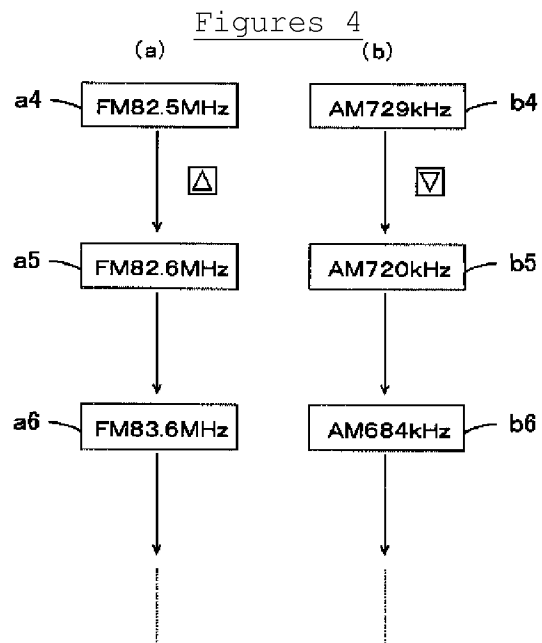 Figures 4
(a) (b)
a4 FM82.5MHz AM729kHz b4
△ ▽
a5 FM82.6MHz AM720kHz b5
a6 FM83.6MHz AM684kHz b6